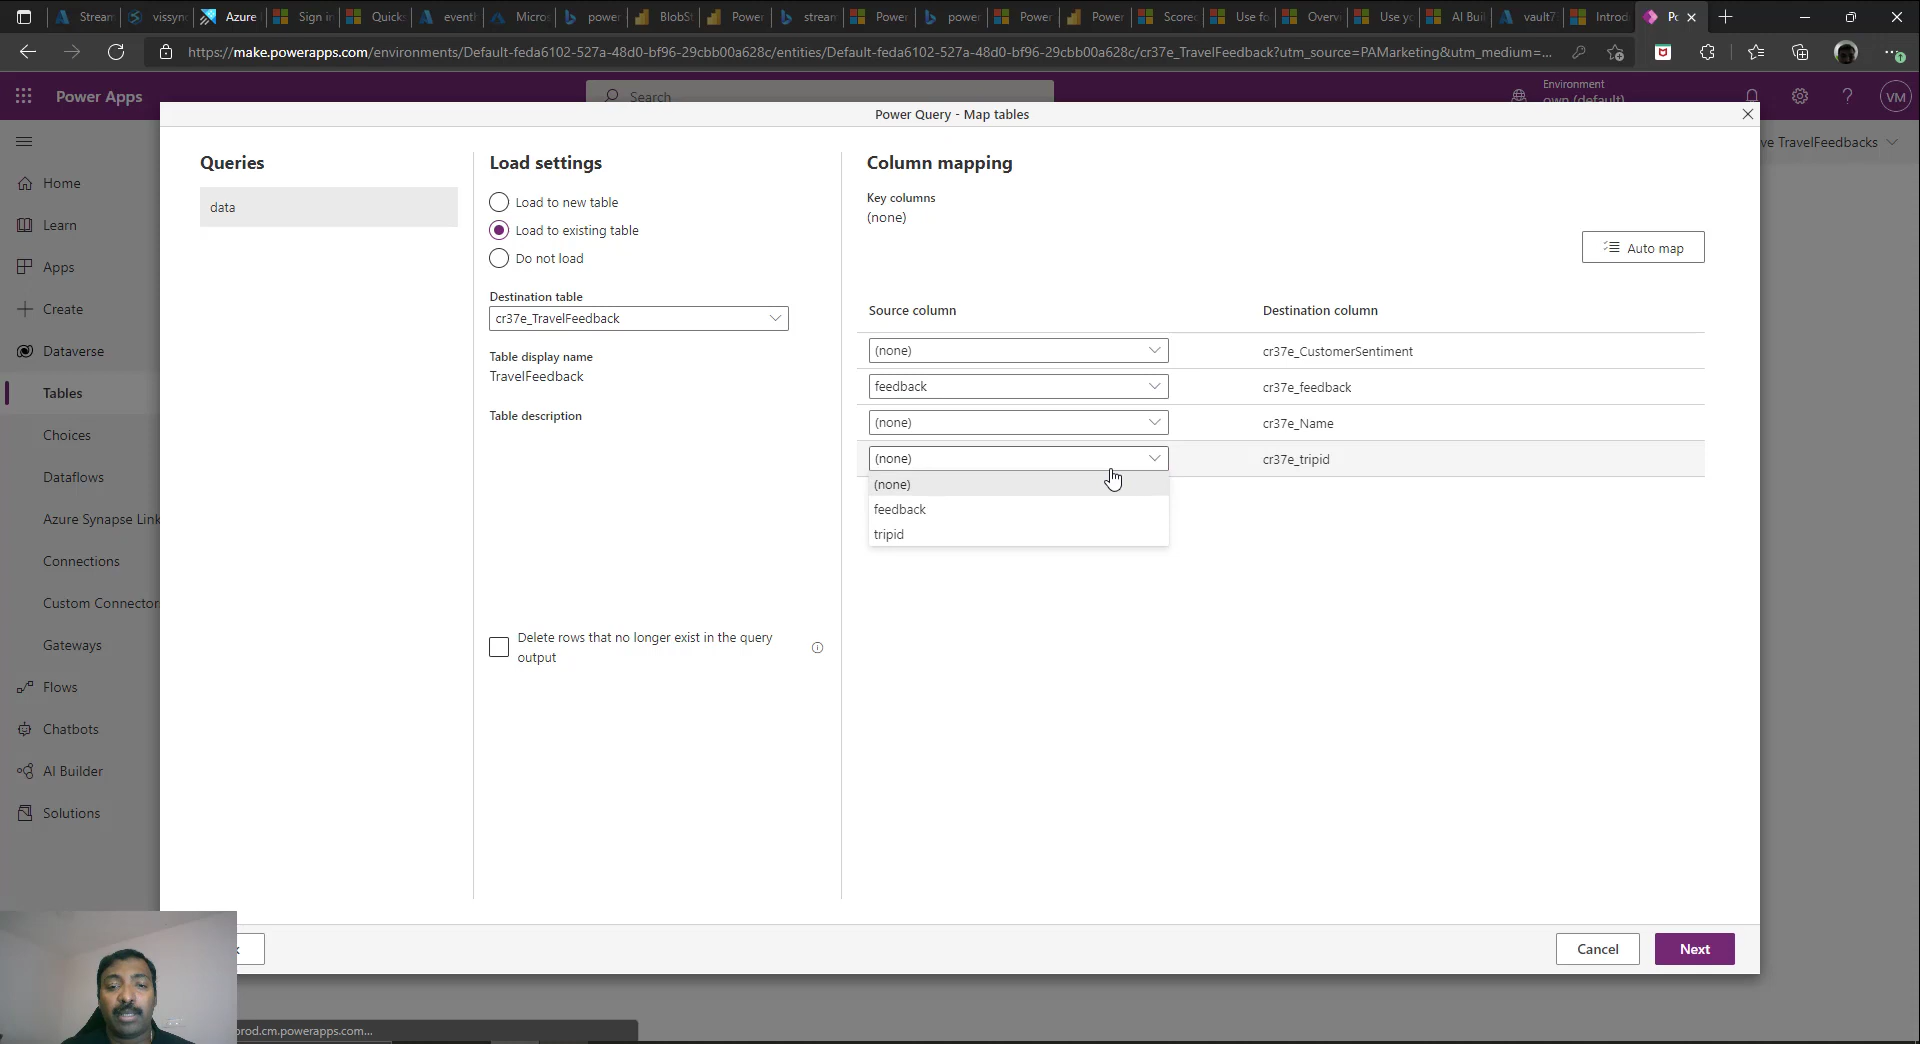 Stream
vissyn
Azure
Sign in
Quick
event
Micro
power
BlobS
Power
stream
Power
power
Power
Power
Score
Use fo
Overv
Use yo
AI Bui
vault7
Introd
https://make.powerapps.com/environments/Default-feda6102-527a-48d0-bf96-29cbb00a628c/entities/Default-feda6102-527a-48d0-bf96-29cbb00a628c/cr37e_TravelFeedback?utm_source=PAMarketing&utm_medium=...
Power Apps
Search
Environment
own (default)
VM
Power Query - Map tables
ve TravelFeedbacks
Home
Learn
Apps
Create
Dataverse
Tables
Choices
Dataflows
Azure Synapse Link
Connections
Custom Connector
Gateways
Flows
Chatbots
AI Builder
Solutions
Queries
data
Load settings
Load to new table
Load to existing table
Do not load
Destination table
cr37e_TravelFeedback
Table display name
TravelFeedback
Table description
Delete rows that no longer exist in the query
output
Column mapping
Key columns
(none)
Auto map
Source column Destination column
(none) cr37e_CustomerSentiment
feedback cr37e_feedback
(none) cr37e_Name
(none) cr37e_tripid
(none)
feedback
tripid
Cancel
Next
prod.cm.powerapps.com...